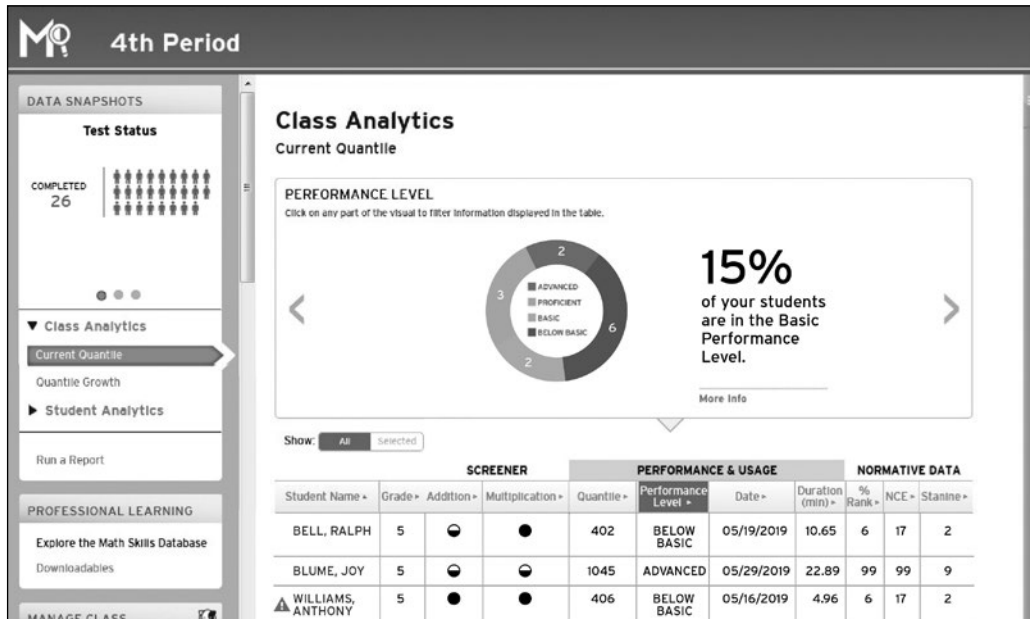 4th Period
DATA SNAPSHOTS
Test Status
COMPLETED
26
Class Analytics
Current Quantile
Quantile Growth
Student Analytics
Run a Report
PROFESSIONAL LEARNING
Explore the Math Skills Database
Downloadables
MANAGE CLASS
Class Analytics
Current Quantile
PERFORMANCE LEVEL
Click on any part of the visual to filter information displayed in the table.
2
3
6
2
ADVANCED
PROFICIENT
BASIC
BELOW BASIC
15%
of your students
are in the Basic
Performance
Level.
More Info
Show: All Selected
SCREENER PERFORMANCE & USAGE NORMATIVE DATA
Student Name Grade Addition Multiplication Quantile Performance Level Date Duration (min) % Rank NCE Stanine
BELL, RALPH 5 402 BELOW BASIC 05/19/2019 10.65 6 17 2
BLUME, JOY 5 1045 ADVANCED 05/29/2019 22.89 99 99 9
WILLIAMS, ANTHONY 5 406 BELOW BASIC 05/16/2019 4.96 6 17 2